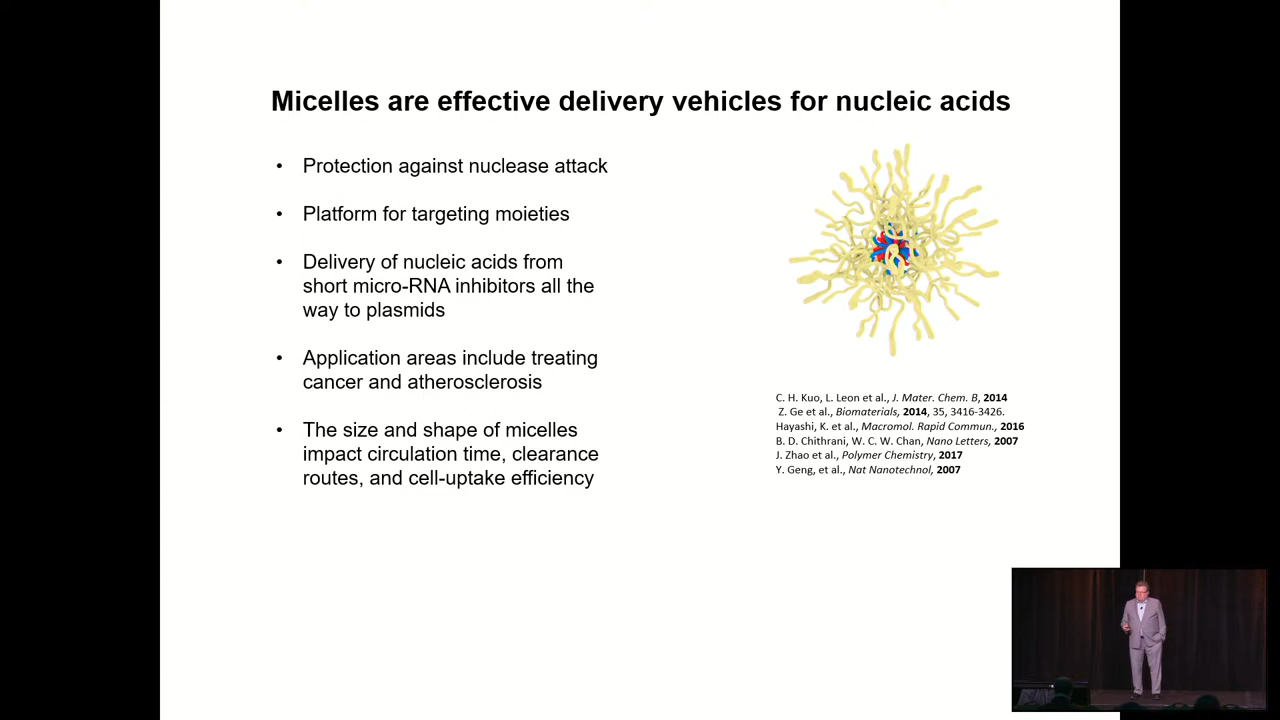 Micelles are effective delivery vehicles for nucleic acids
• Protection against nuclease attack
• Platform for targeting moieties
• Delivery of nucleic acids from
short micro-RNA inhibitors all the
way to plasmids
• Application areas include treating
cancer and atherosclerosis
• The size and shape of micelles
impact circulation time, clearance
routes, and cell-uptake efficiency
C. H. Kuo, L. Leon et al., J. Mater. Chem. B, 2014
Z. Ge et al., Biomaterials, 2014, 35, 3416-3426.
Hayashi, K. et al., Macromol. Rapid Commun., 2016
B. D. Chithrani, W. C. W. Chan, Nano Letters, 2007
J. Zhao et al., Polymer Chemistry, 2017
Y. Geng, et al., Nat Nanotechnol, 2007